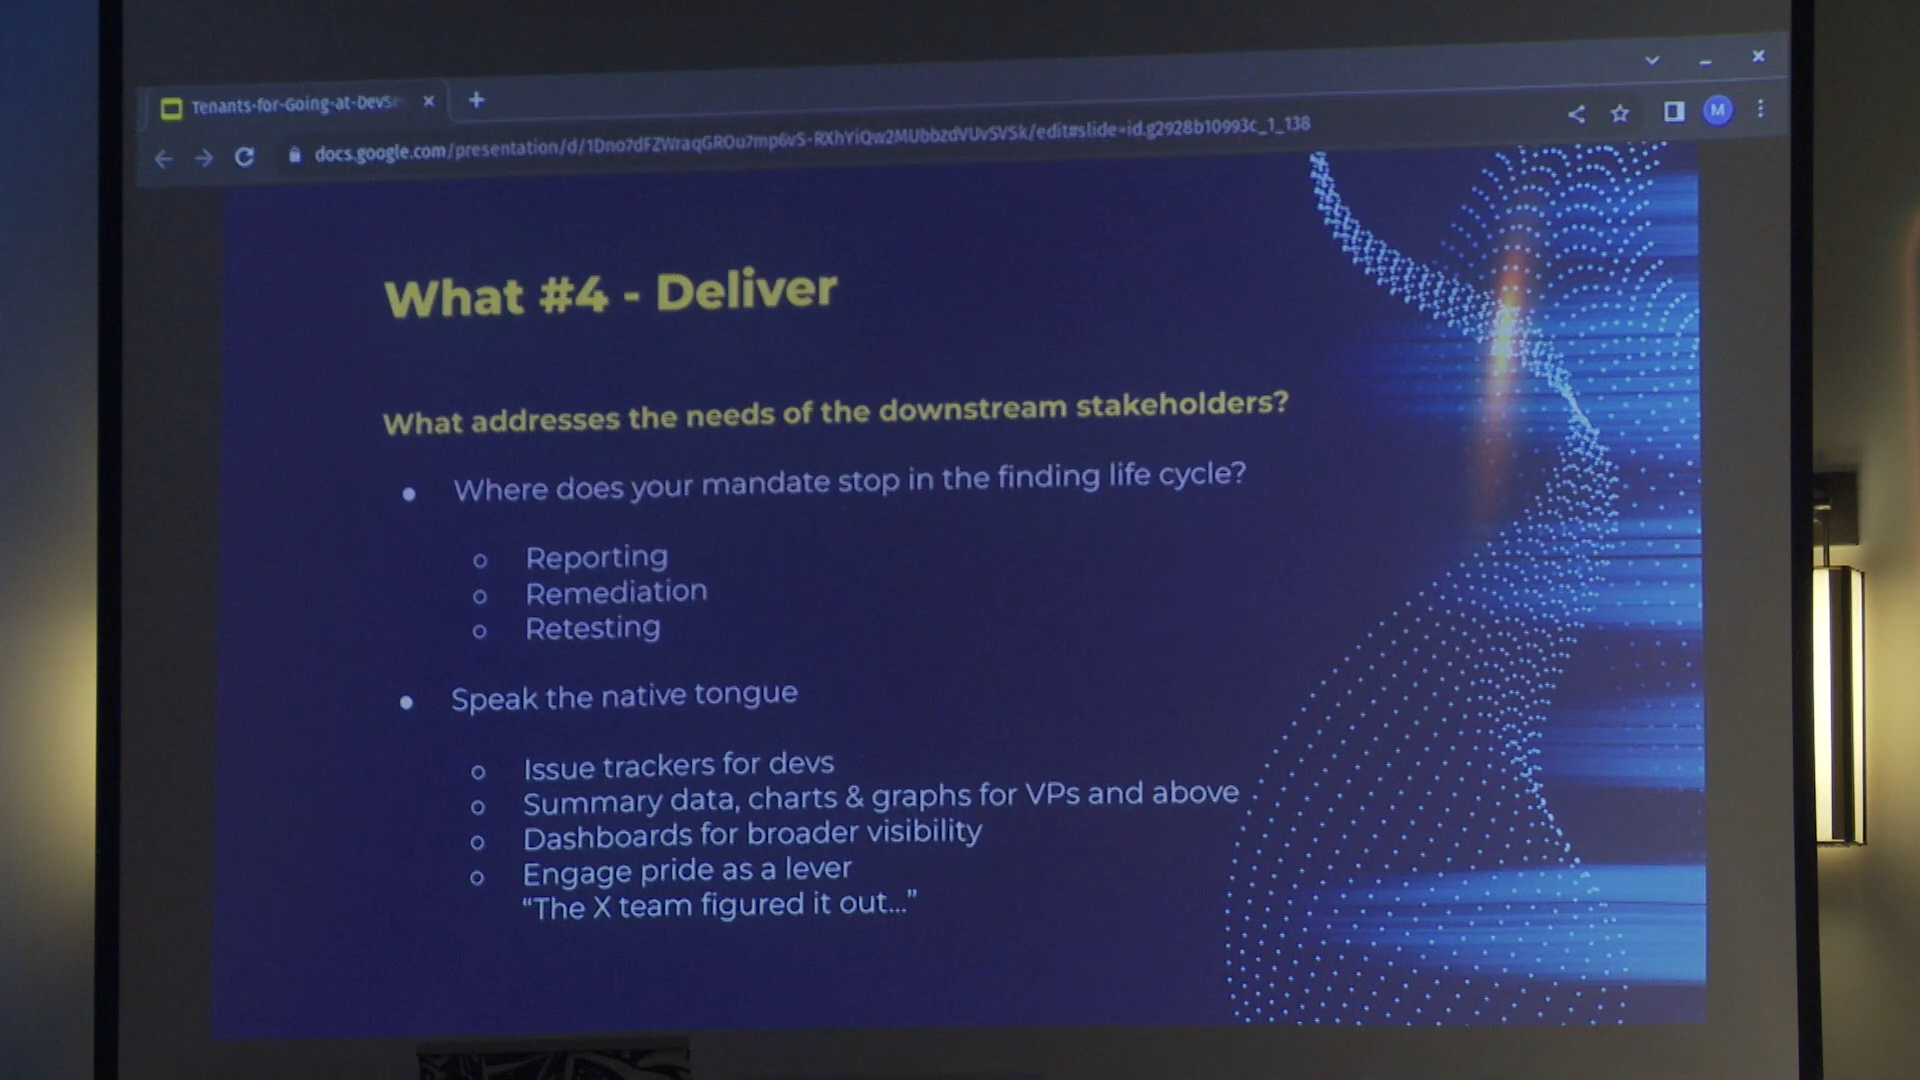 Tenants-for-Going-at-DevSe
docs.google.com/presentation/d/1Dno7dFZWraqGROu7mp6vS-RXhYiQw2MUbbzdVUvSVSk/edit#slide=id.g2928b10993c_1_138
M
What #4 - Deliver
What addresses the needs of the downstream stakeholders?
● Where does your mandate stop in the finding life cycle?
○ Reporting
○ Remediation
○ Retesting
● Speak the native tongue
○ Issue trackers for devs
○ Summary data, charts & graphs for VPs and above
○ Dashboards for broader visibility
○ Engage pride as a lever
“The X team figured it out...”